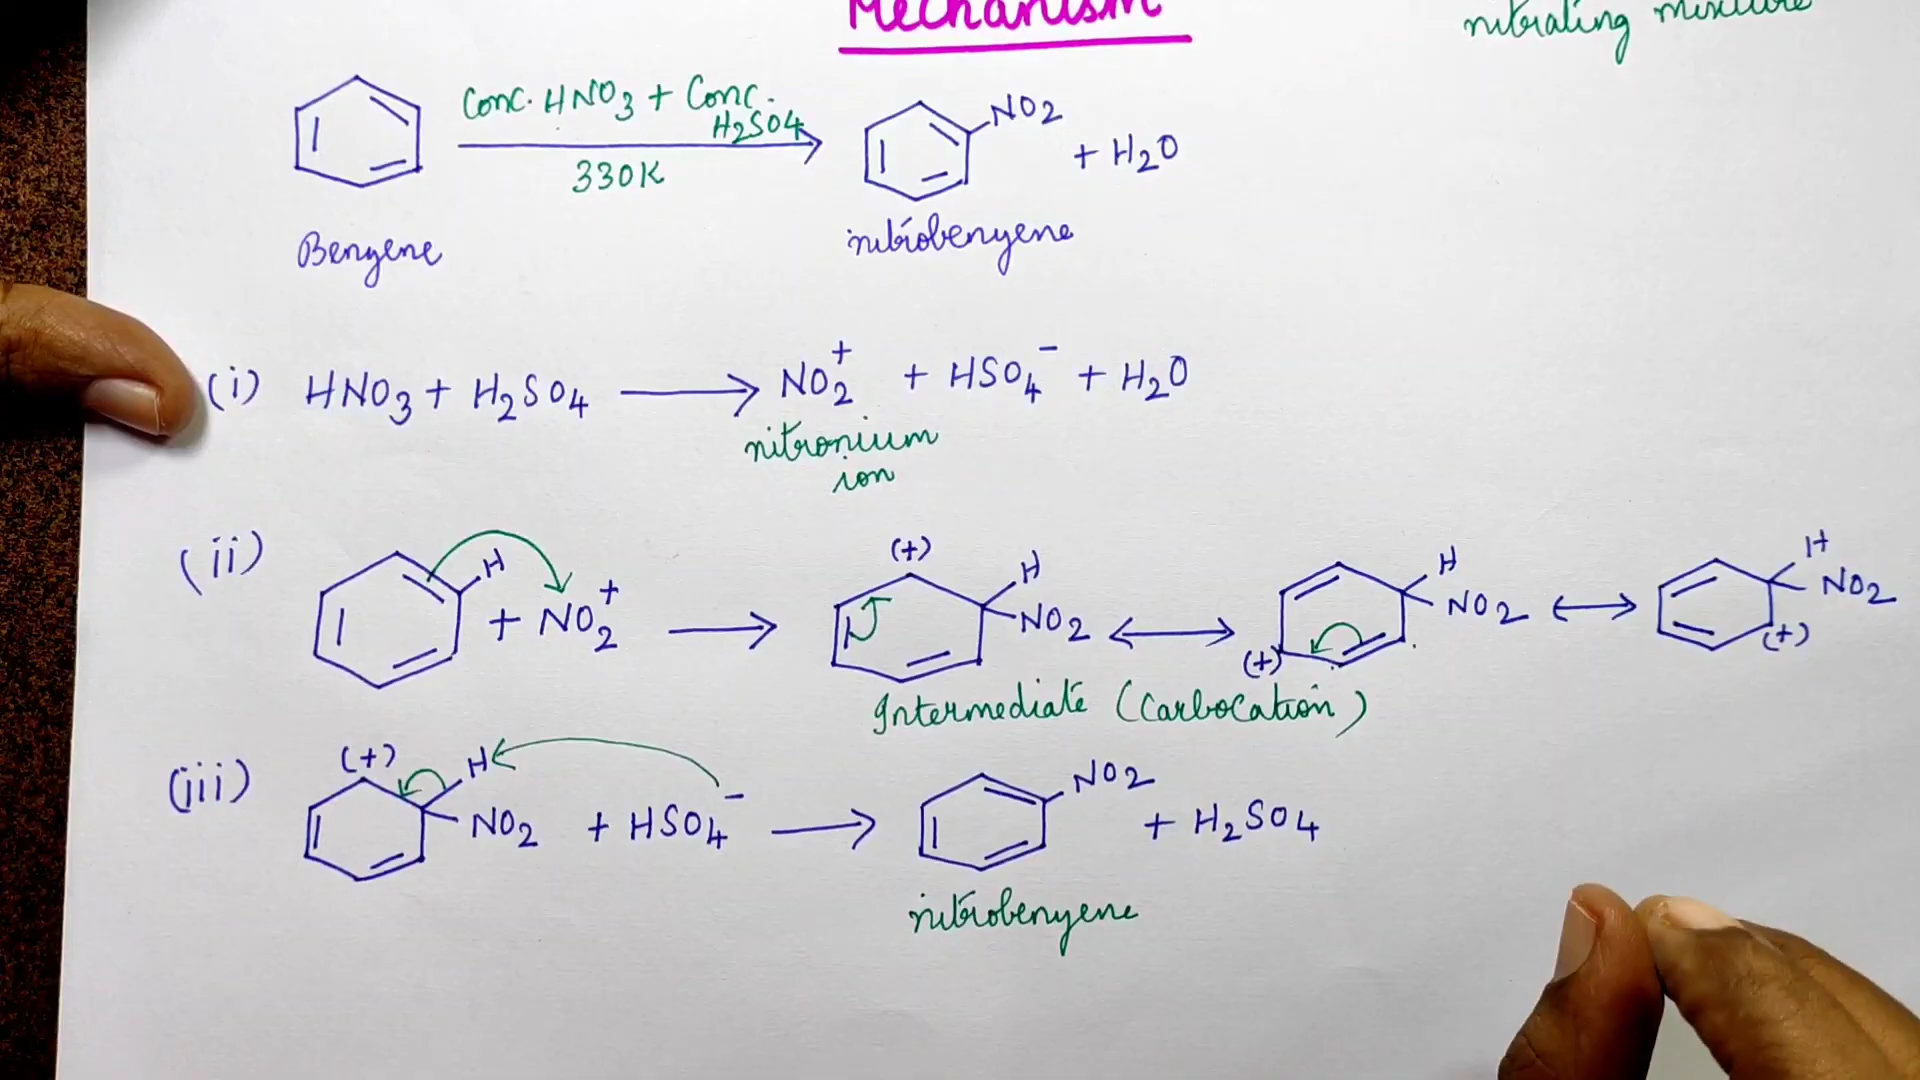 Mechanism
nitrating mixture
Conc. HNO3 + Conc.
H2SO4
330K
NO2
+ H2O
Benzene
nitrobenzene
(i) HNO3 + H2SO4 ⟶ NO2+ + HSO4− + H2O
nitronium
ion
(ii) H + NO2+ ⟶ (+) H NO2 ⟷ (+) H NO2 ⟷ (+) H NO2
Intermediate (Carbocation)
(iii) (+) H NO2 + HSO4− ⟶ NO2 + H2SO4
nitrobenzene